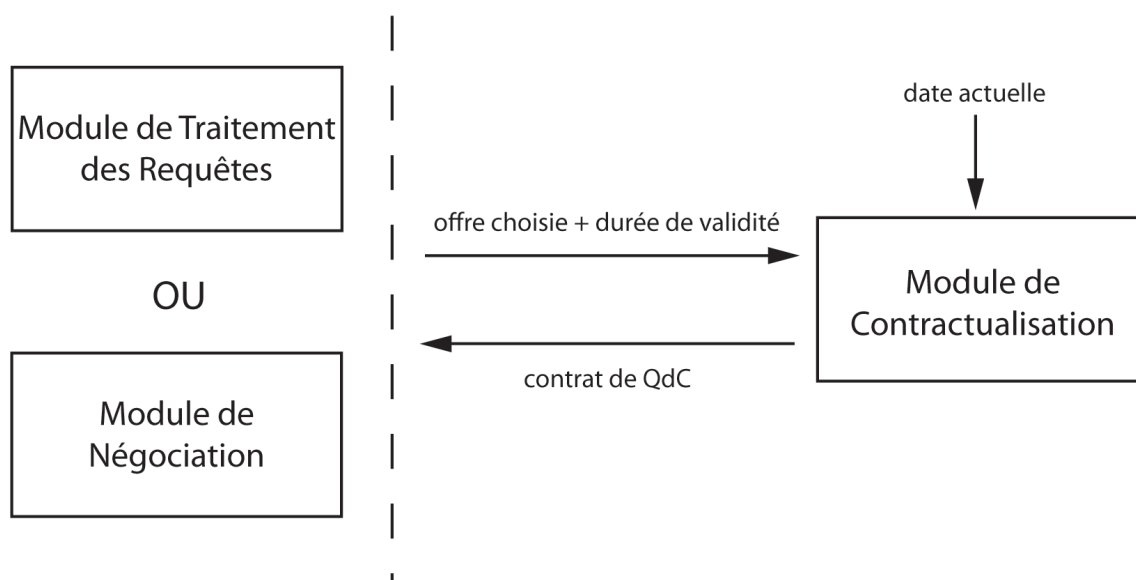 Module de Traitement
des Requêtes
OU
Module de
Négociation
offre choisie + durée de validité
contrat de QdC
date actuelle
Module de
Contractualisation